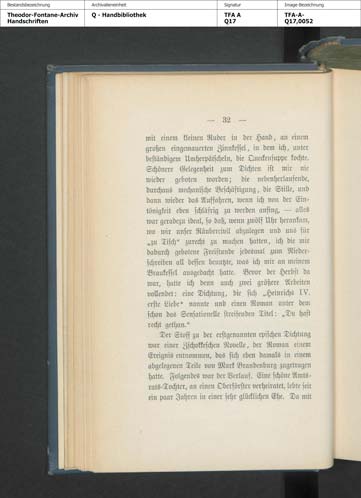 Bestandsbezeichnung
Archivalieneinheit
Signatur
Image Bezeichnung
Theodor-Fontane-Archiv
Handschriften
Q - Handbibliothek
TFA A
Q17
TFA-A-
Q17,0052
— 32 —
mit einem kleinen Ruder in der Hand, an einem
großen eingemauerten Zinnkessel, in dem ich, unter
beständigem Umherpätscheln, die Queckensuppe kochte.
Schönere Gelegenheit zum Dichten ist mir nie
wieder geboten worden; die nebenherlaufende,
durchaus mechanische Beschäftigung, die Stille, und
dann wieder das Auffahren, wenn ich von der Ein-
tönigkeit eben schläfrig zu werden anfing, — alles
war geradezu ideal, so daß, wenn zwölf Uhr herankam,
wo wir unser Räubercivil abzulegen und uns für
„zu Tisch“ zurecht zu machen hatten, ich die mir
dadurch gebotene Freistunde jedesmal zum Nieder-
schreiben all dessen benutzte, was ich mir an meinem
Braukessel ausgedacht hatte. Bevor der Herbst da
war, hatte ich denn auch zwei größere Arbeiten
vollendet: eine Dichtung, die sich „Heinrichs IV.
erste Liebe“ nannte und einen Roman unter dem
schon das Sensationelle streifenden Titel: „Du hast
recht gethan.“
Der Stoff zu der erstgenannten epischen Dichtung
war einer Zschokkeschen Novelle, der Roman einem
Ereignis entnommen, das sich eben damals in einem
abgelegenen Teile von Mark Brandenburg zugetragen
hatte. Folgendes war der Verlauf. Eine schöne Amts-
rats-Tochter, an einen Oberförster verheiratet, lebte seit
ein paar Jahren in einer sehr glücklichen Ehe. Da mit